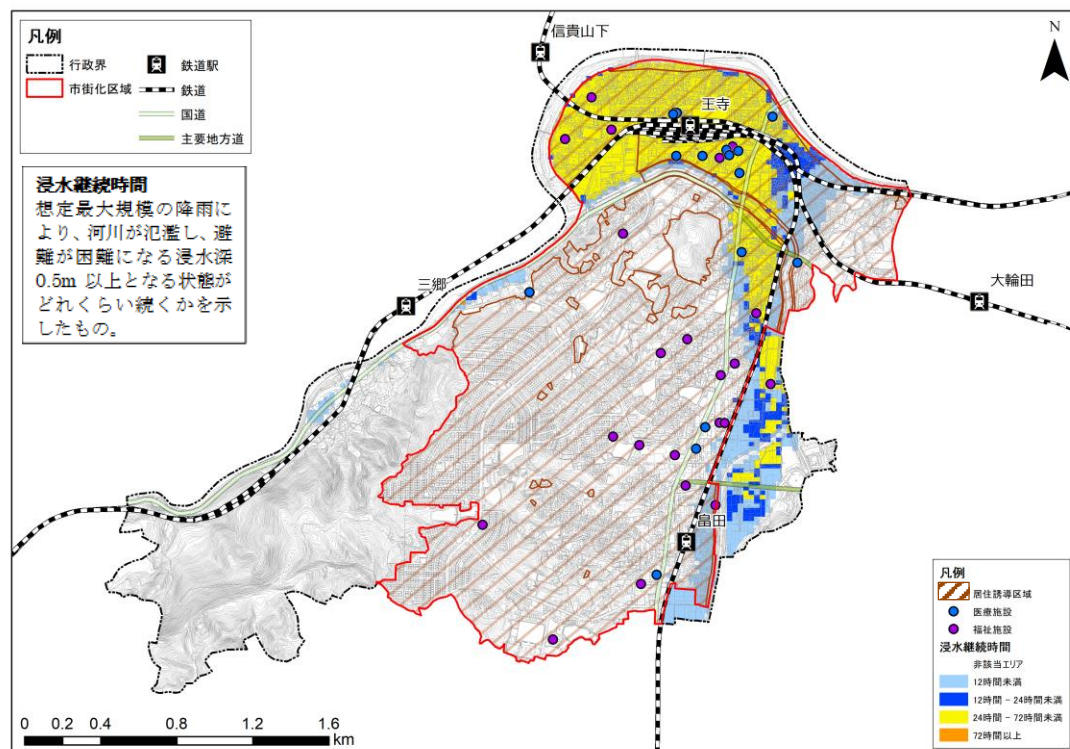 凡例
行政界
鉄道駅
市街化区域
鉄道
国道
主要地方道
浸水継続時間
想定最大規模の降雨に
より、河川が氾濫し、避
難が困難になる浸水深
0.5m 以上となる状態が
どれくらい続くかを示
したもの。
信貴山下
N
王寺
三郷
大輪田
畠田
凡例
居住誘導区域
医療施設
福祉施設
浸水継続時間
非該当エリア
12時間未満
12時間 - 24時間未満
24時間 - 72時間未満
72時間以上
0 0.2 0.4 0.8 1.2 1.6
km